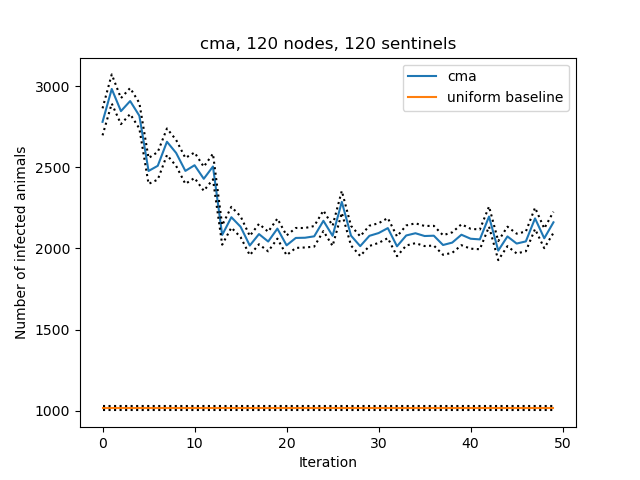 cma, 120 nodes, 120 sentinels
cma
uniform baseline
Number of infected animals
3000
2500
2000
1500
1000
0 10 20 30 40 50
Iteration